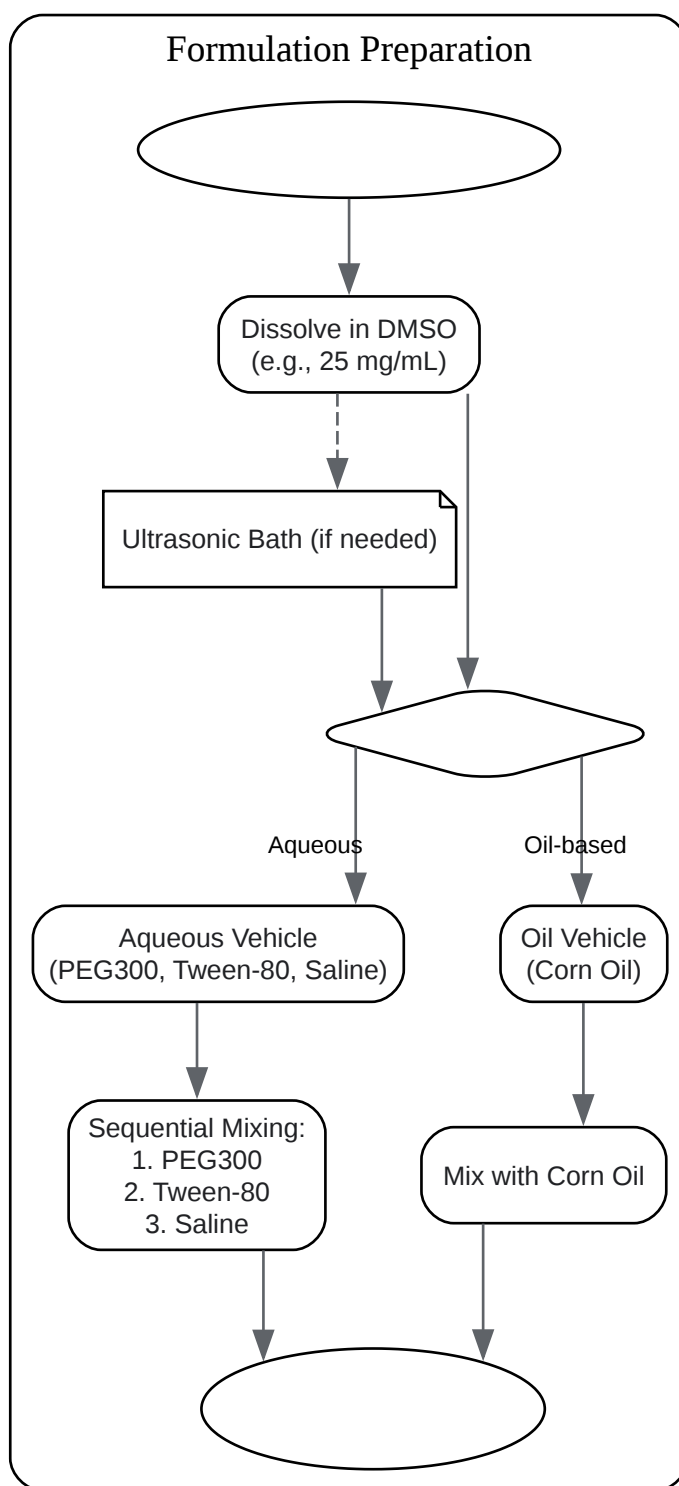 Formulation Preparation
Dissolve in DMSO
(e.g., 25 mg/mL)
Ultrasonic Bath (if needed)
Aqueous
Oil-based
Aqueous Vehicle
(PEG300, Tween-80, Saline)
Oil Vehicle
(Corn Oil)
Sequential Mixing:
1. PEG300
2. Tween-80
3. Saline
Mix with Corn Oil